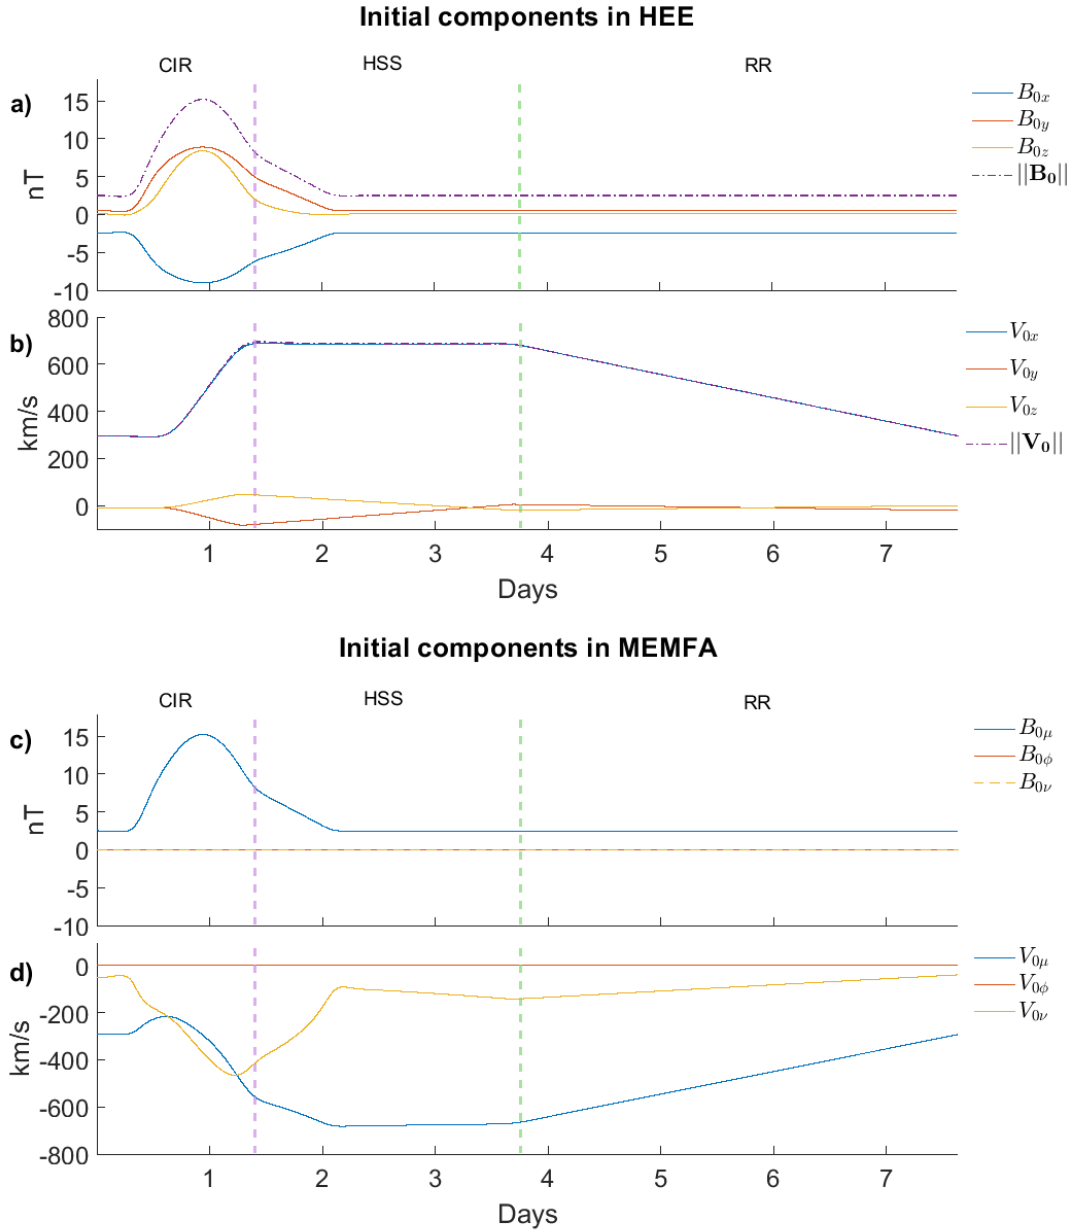 Initial components in HEE
CIR HSS RR
a)
15
10
5
0
-5
-10
nT
B0x
B0y
B0z
||B0||
b)
800
600
400
200
0
km/s
V0x
V0y
V0z
||V0||
1 2 3 4 5 6 7
Days
Initial components in MEMFA
CIR HSS RR
c)
15
10
5
0
-5
-10
nT
B0μ
B0ϕ
B0ν
d)
0
-200
-400
-600
-800
km/s
V0μ
V0ϕ
V0ν
1 2 3 4 5 6 7
Days